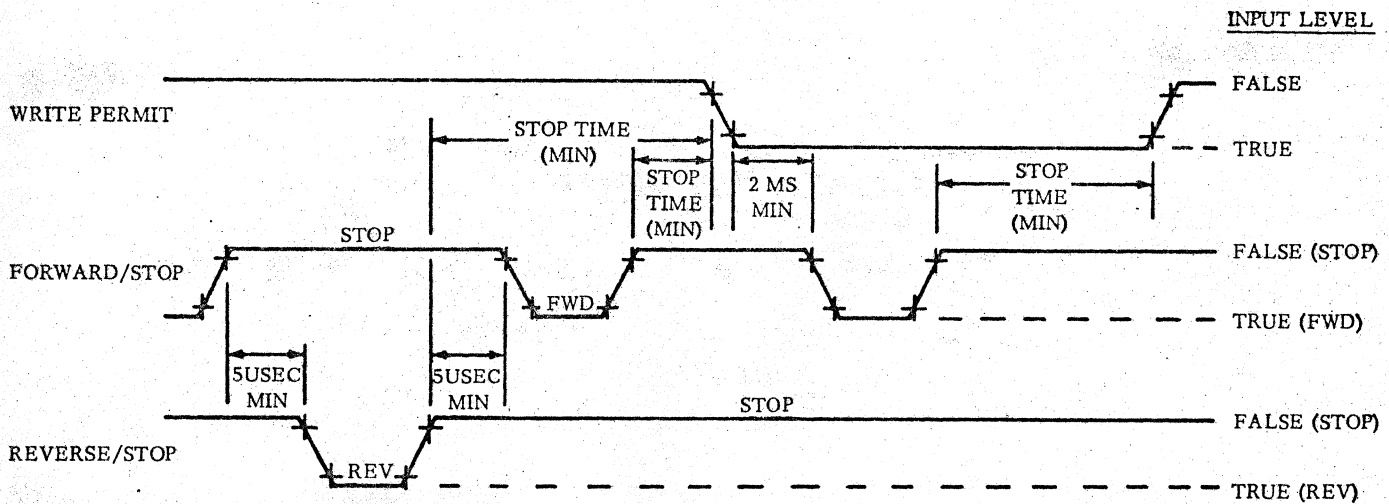 INPUT LEVEL
FALSE
WRITE PERMIT
STOP TIME
(MIN)
TRUE
STOP
TIME
(MIN)
2 MS
MIN
STOP
TIME
(MIN)
STOP
FALSE (STOP)
FORWARD/STOP
FWD
TRUE (FWD)
5USEC
MIN
5USEC
MIN
STOP
FALSE (STOP)
REVERSE/STOP
REV
TRUE (REV)